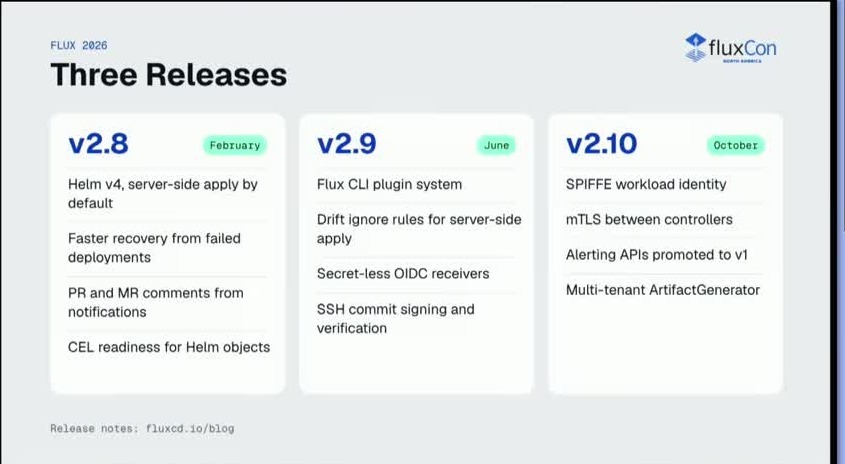 FLUX 2026
Three Releases
fluxCon
NORTH AMERICA
v2.8
February
Helm v4, server-side apply by
default
Faster recovery from failed
deployments
PR and MR comments from
notifications
CEL readiness for Helm objects
v2.9
June
Flux CLI plugin system
Drift ignore rules for server-side
apply
Secret-less OIDC receivers
SSH commit signing and
verification
v2.10
October
SPIFFE workload identity
mTLS between controllers
Alerting APIs promoted to v1
Multi-tenant ArtifactGenerator
Release notes: fluxcd.io/blog